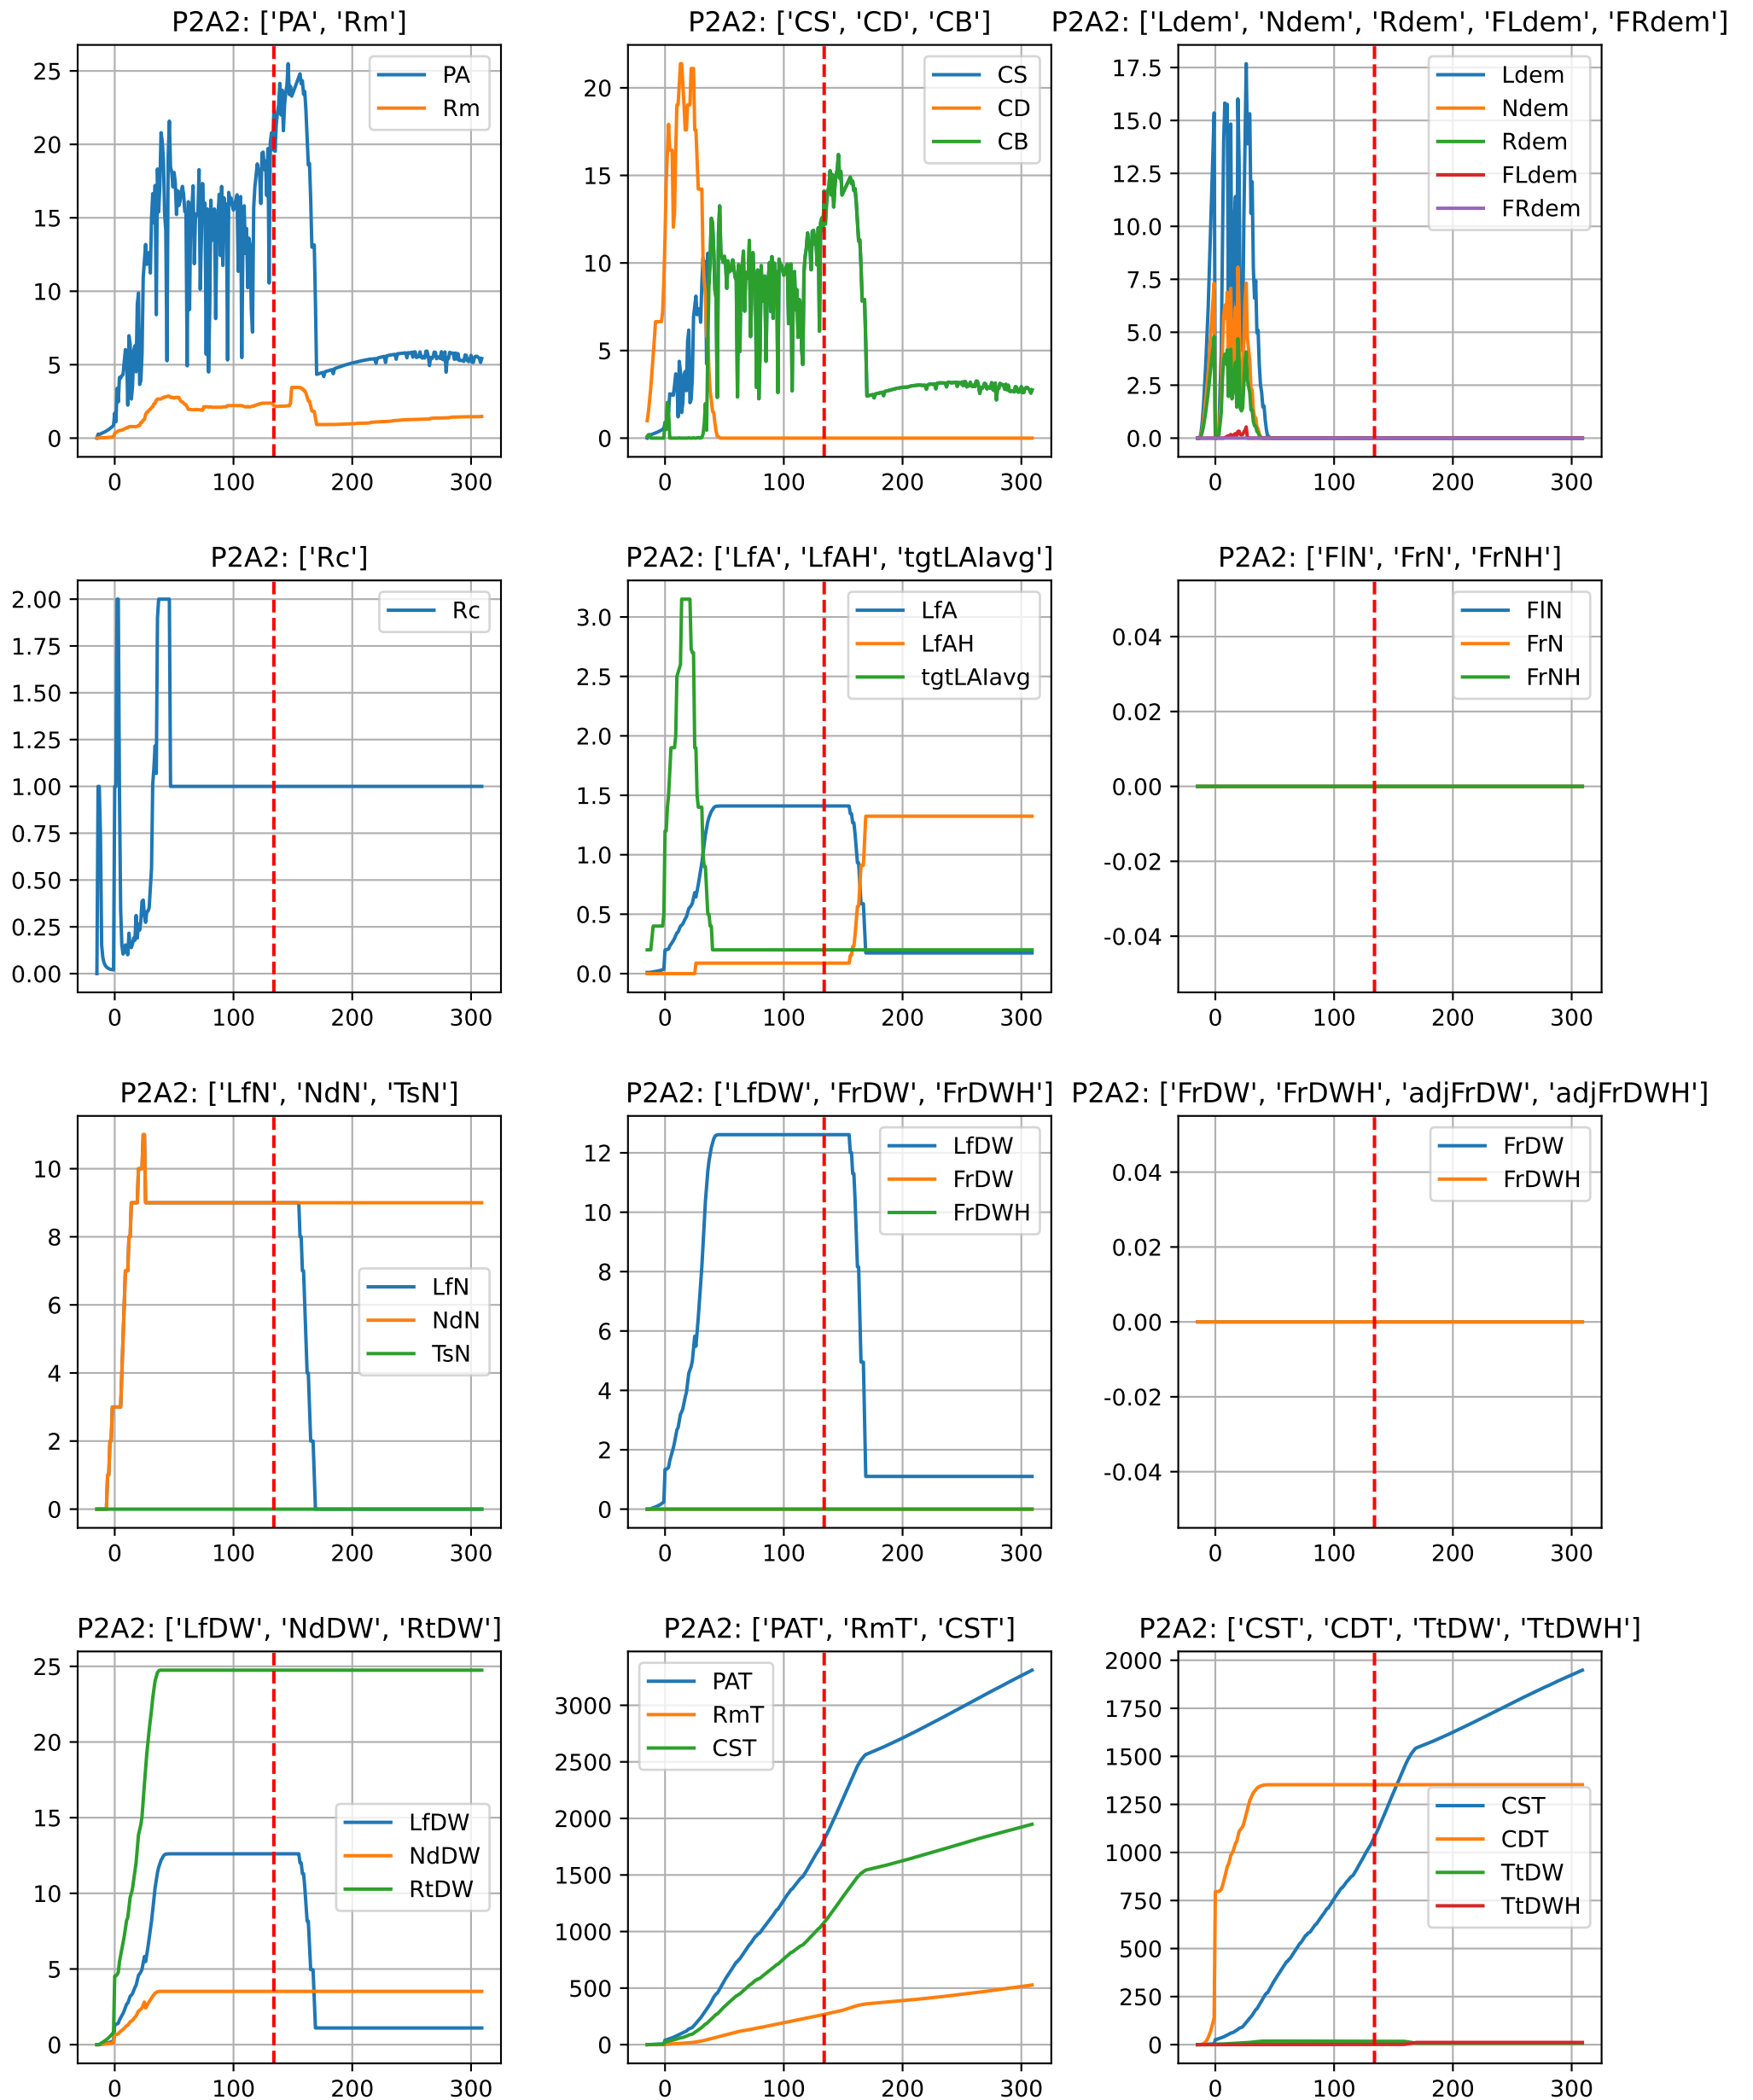 P2A2: ['PA', 'Rm']
25
20
15
10
5
0
0 100 200 300
PA
Rm
P2A2: ['CS', 'CD', 'CB']
20
15
10
5
0
0 100 200 300
CS
CD
CB
P2A2: ['Ldem', 'Ndem', 'Rdem', 'FLdem', 'FRdem']
17.5
15.0
12.5
10.0
7.5
5.0
2.5
0.0
0 100 200 300
Ldem
Ndem
Rdem
FLdem
FRdem
P2A2: ['Rc']
2.00
1.75
1.50
1.25
1.00
0.75
0.50
0.25
0.00
0 100 200 300
Rc
P2A2: ['LfA', 'LfAH', 'tgtLAIavg']
3.0
2.5
2.0
1.5
1.0
0.5
0.0
0 100 200 300
LfA
LfAH
tgtLAIavg
P2A2: ['FlN', 'FrN', 'FrNH']
0.04
0.02
0.00
-0.02
-0.04
0 100 200 300
FlN
FrN
FrNH
P2A2: ['LfN', 'NdN', 'TsN']
10
8
6
4
2
0
0 100 200 300
LfN
NdN
TsN
P2A2: ['LfDW', 'FrDW', 'FrDWH']
12
10
8
6
4
2
0
0 100 200 300
LfDW
FrDW
FrDWH
P2A2: ['FrDW', 'FrDWH', 'adjFrDW', 'adjFrDWH']
0.04
0.02
0.00
-0.02
-0.04
0 100 200 300
FrDW
FrDWH
P2A2: ['LfDW', 'NdDW', 'RtDW']
25
20
15
10
5
0
0 100 200 300
LfDW
NdDW
RtDW
P2A2: ['PAT', 'RmT', 'CST']
3000
2500
2000
1500
1000
500
0
0 100 200 300
PAT
RmT
CST
P2A2: ['CST', 'CDT', 'TtDW', 'TtDWH']
2000
1750
1500
1250
1000
750
500
250
0
0 100 200 300
CST
CDT
TtDW
TtDWH